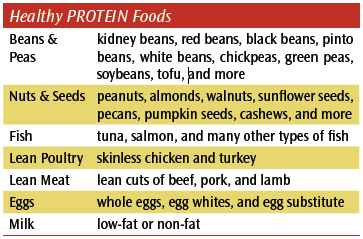 Healthy PROTEIN Foods
Beans & Peas
kidney beans, red beans, black beans, pinto
beans, white beans, chickpeas, green peas,
soybeans, tofu, and more
Nuts & Seeds
peanuts, almonds, walnuts, sunflower seeds,
pecans, pumpkin seeds, cashews, and more
Fish
tuna, salmon, and many other types of fish
Lean Poultry
skinless chicken and turkey
Lean Meat
lean cuts of beef, pork, and lamb
Eggs
whole eggs, egg whites, and egg substitute
Milk
low-fat or non-fat